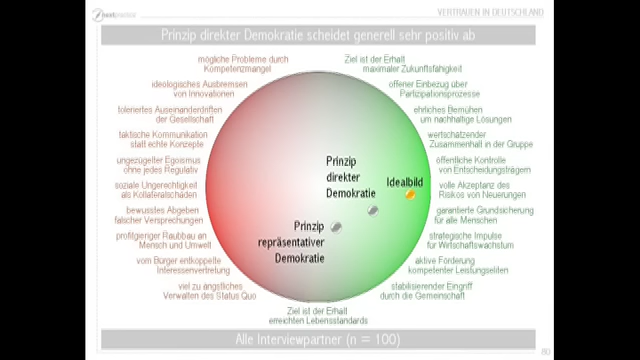 nextpractice
VERTRAUEN IN DEUTSCHLAND
Prinzip direkter Demokratie scheidet generell sehr positiv ab
mögliche Probleme durch
Kompetenzmangel
ideologisches Ausbremsen
von Innovationen
toleriertes Auseinanderdriften
der Gesellschaft
taktische Kommunikation
statt echte Konzepte
ungezügelter Egoismus
ohne jedes Regulativ
soziale Ungerechtigkeit
als Kollateralschäden
bewusstes Abgeben
falscher Versprechungen
profitgieriger Raubbau an
Mensch und Umwelt
vom Bürger entkoppelte
Interessenvertretung
viel zu ängstliches
Verwalten des Status Quo
Ziel ist der Erhalt
maximaler Zukunftsfähigkeit
offener Einbezug über
Partizipationsprozesse
ehrliches Bemühen
um nachhaltige Lösungen
wertschätzender
Zusammenhalt in der Gruppe
öffentliche Kontrolle
von Entscheidungsträgern
volle Akzeptanz des
Risikos von Neuerungen
garantierte Grundsicherung
für alle Menschen
strategische Impulse
für Wirtschaftswachstum
aktive Förderung
kompetenter Leistungseliten
stabilisierender Eingriff
durch die Gemeinschaft
Prinzip
direkter
Demokratie
Idealbild
Prinzip
repräsentativer
Demokratie
Ziel ist der Erhalt
erreichten Lebensstandards
Alle Interviewpartner (n = 100)
60